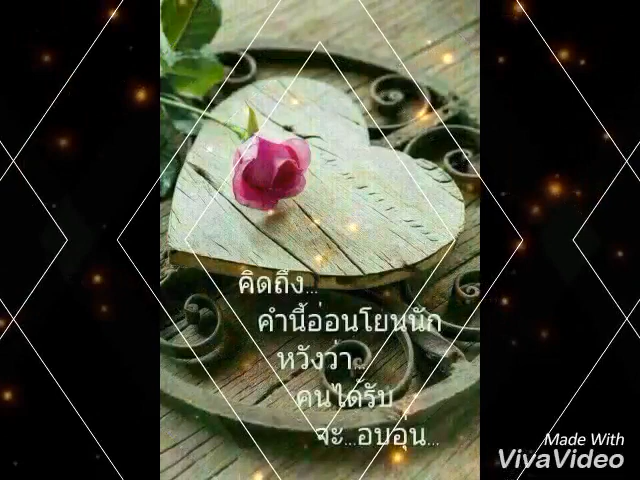 คิดถึง...
คำนี้อ่อนโยนนัก
หวังว่า...
คนได้รับ
จะ...อบอุ่น...
Made With
VivaVideo